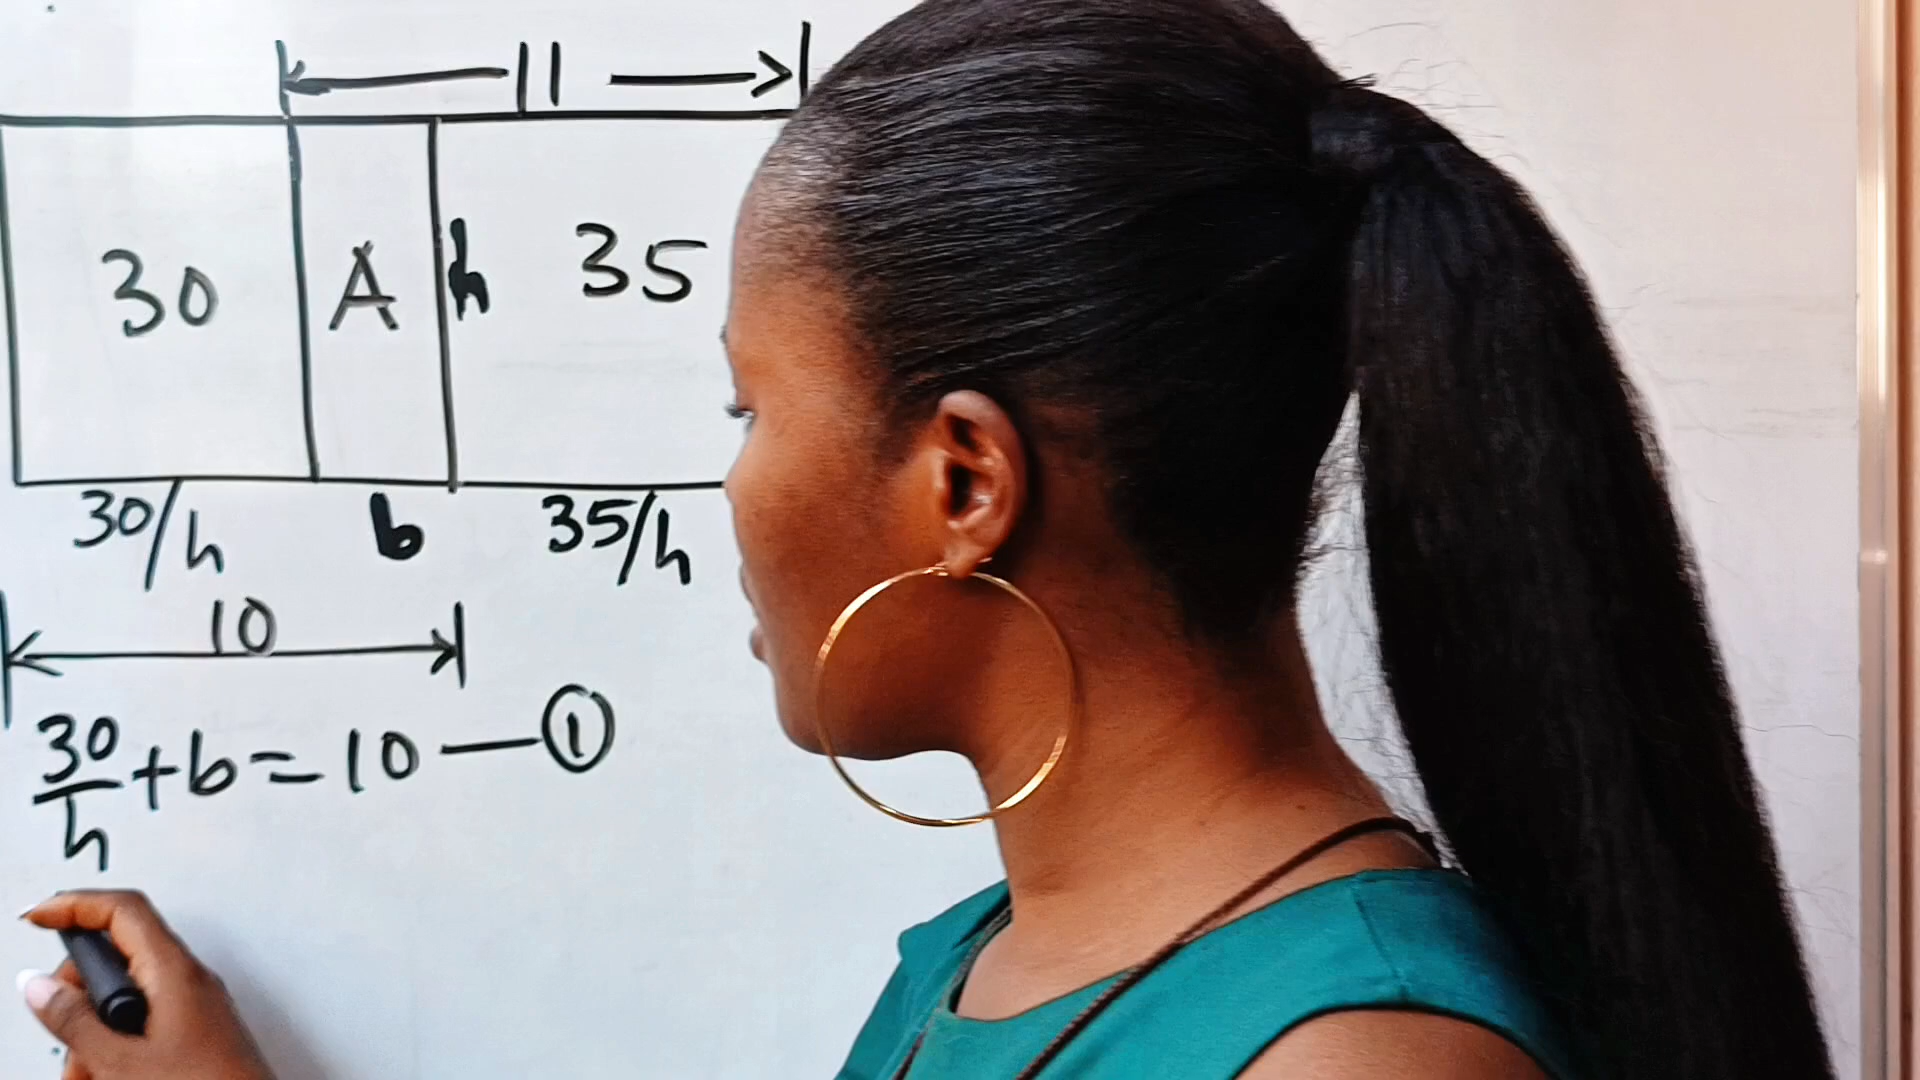 11
30 A h 35
30/h b 35/h
10
30/h + b = 10 — ①